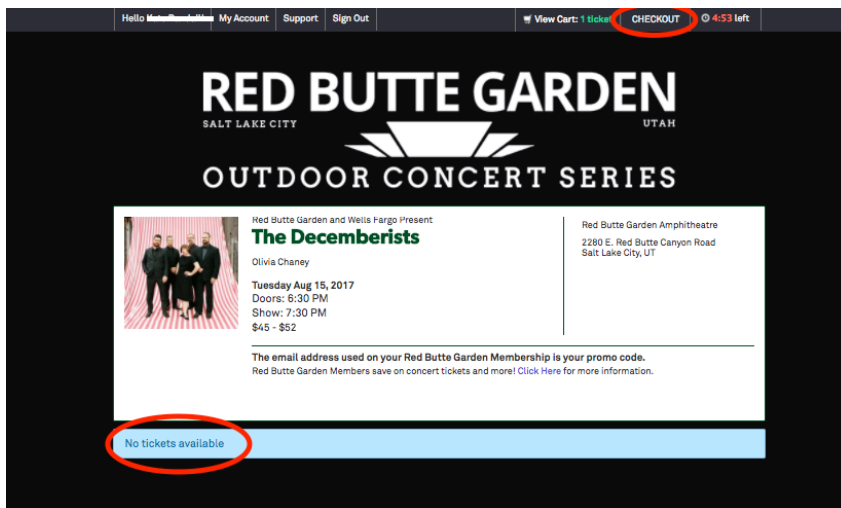 Hello My Account Support Sign Out View Cart: 1 ticket CHECKOUT 4:53 left
RED BUTTE GARDEN
SALT LAKE CITY UTAH
OUTDOOR CONCERT SERIES
Red Butte Garden and Wells Fargo Present
The Decemberists
Olivia Chaney
Tuesday Aug 15, 2017
Doors: 6:30 PM
Show: 7:30 PM
$45 - $52
Red Butte Garden Amphitheatre
2280 E. Red Butte Canyon Road
Salt Lake City, UT
The email address used on your Red Butte Garden Membership is your promo code.
Red Butte Garden Members save on concert tickets and more! Click Here for more information.
No tickets available